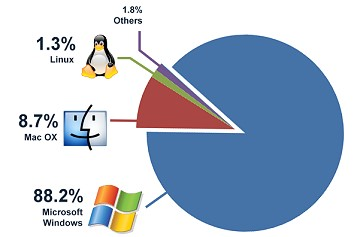 1.8%
Others
1.3%
Linux
8.7%
Mac OX
88.2%
Microsoft
Windows